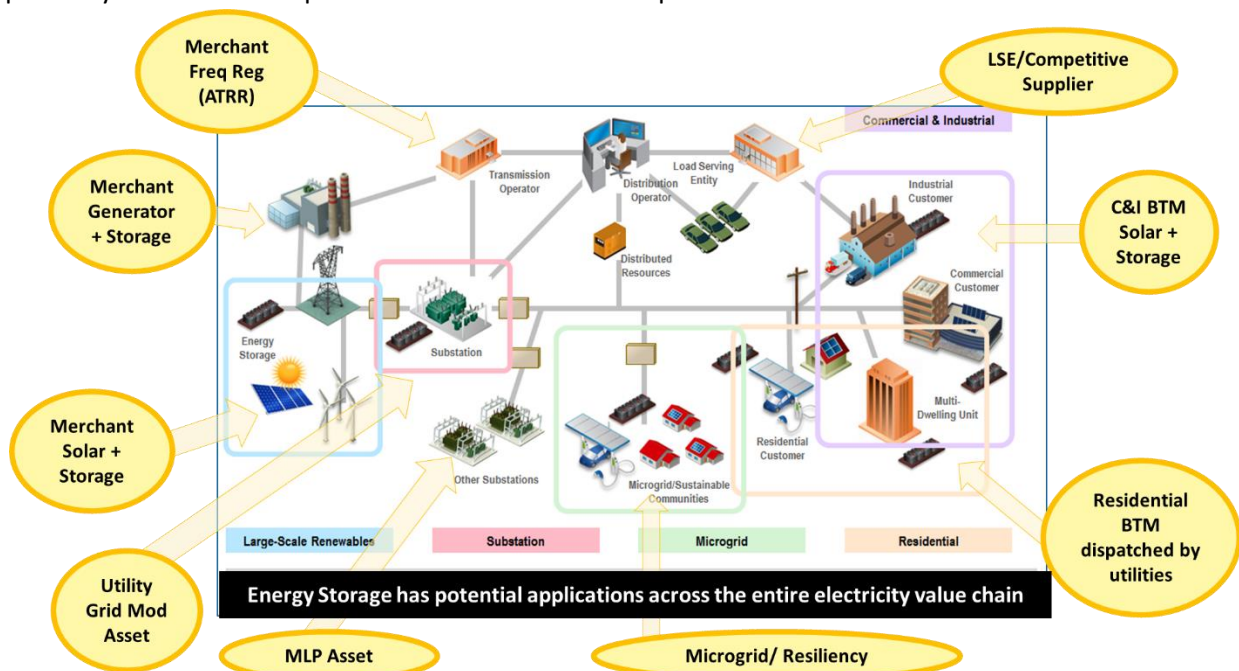 Merchant
Freq Reg
(ATRR)
LSE/Competitive
Supplier
Commercial & Industrial
Transmission
Operator
Distribution
Operator
Load Serving
Entity
Industrial
Customer
Merchant
Generator
+ Storage
C&I BTM
Solar +
Storage
Distributed
Resources
Commercial
Customer
Energy
Storage
Substation
Multi-
Dwelling Unit
Merchant
Solar +
Storage
Residential
Customer
Other Substations
Microgrid/Sustainable
Communities
Residential
BTM
dispatched by
utilities
Large-Scale Renewables
Substation
Microgrid
Residential
Utility
Grid Mod
Asset
Energy Storage has potential applications across the entire electricity value chain
MLP Asset
Microgrid/ Resiliency